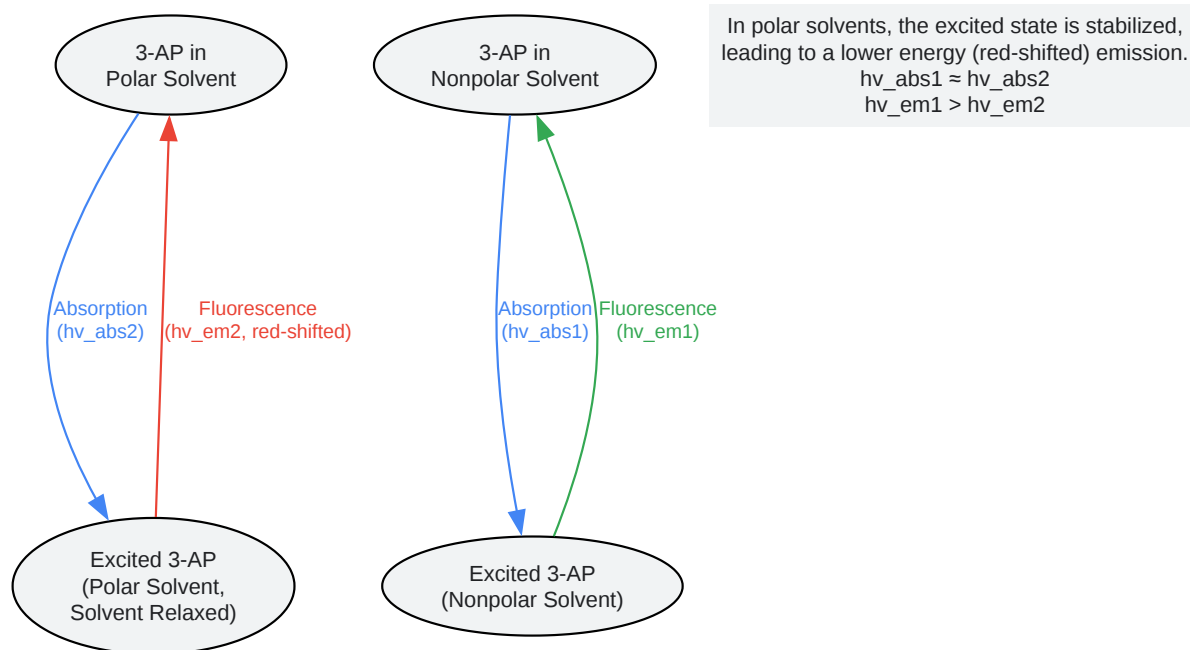 3-AP in
Polar Solvent
3-AP in
Nonpolar Solvent
In polar solvents, the excited state is stabilized,
leading to a lower energy (red-shifted) emission.
hv_abs1 ≈ hv_abs2
hv_em1 > hv_em2
Absorption
(hv_abs2)
Fluorescence
(hv_em2, red-shifted)
Absorption
(hv_abs1)
Fluorescence
(hv_em1)
Excited 3-AP
(Polar Solvent,
Solvent Relaxed)
Excited 3-AP
(Nonpolar Solvent)